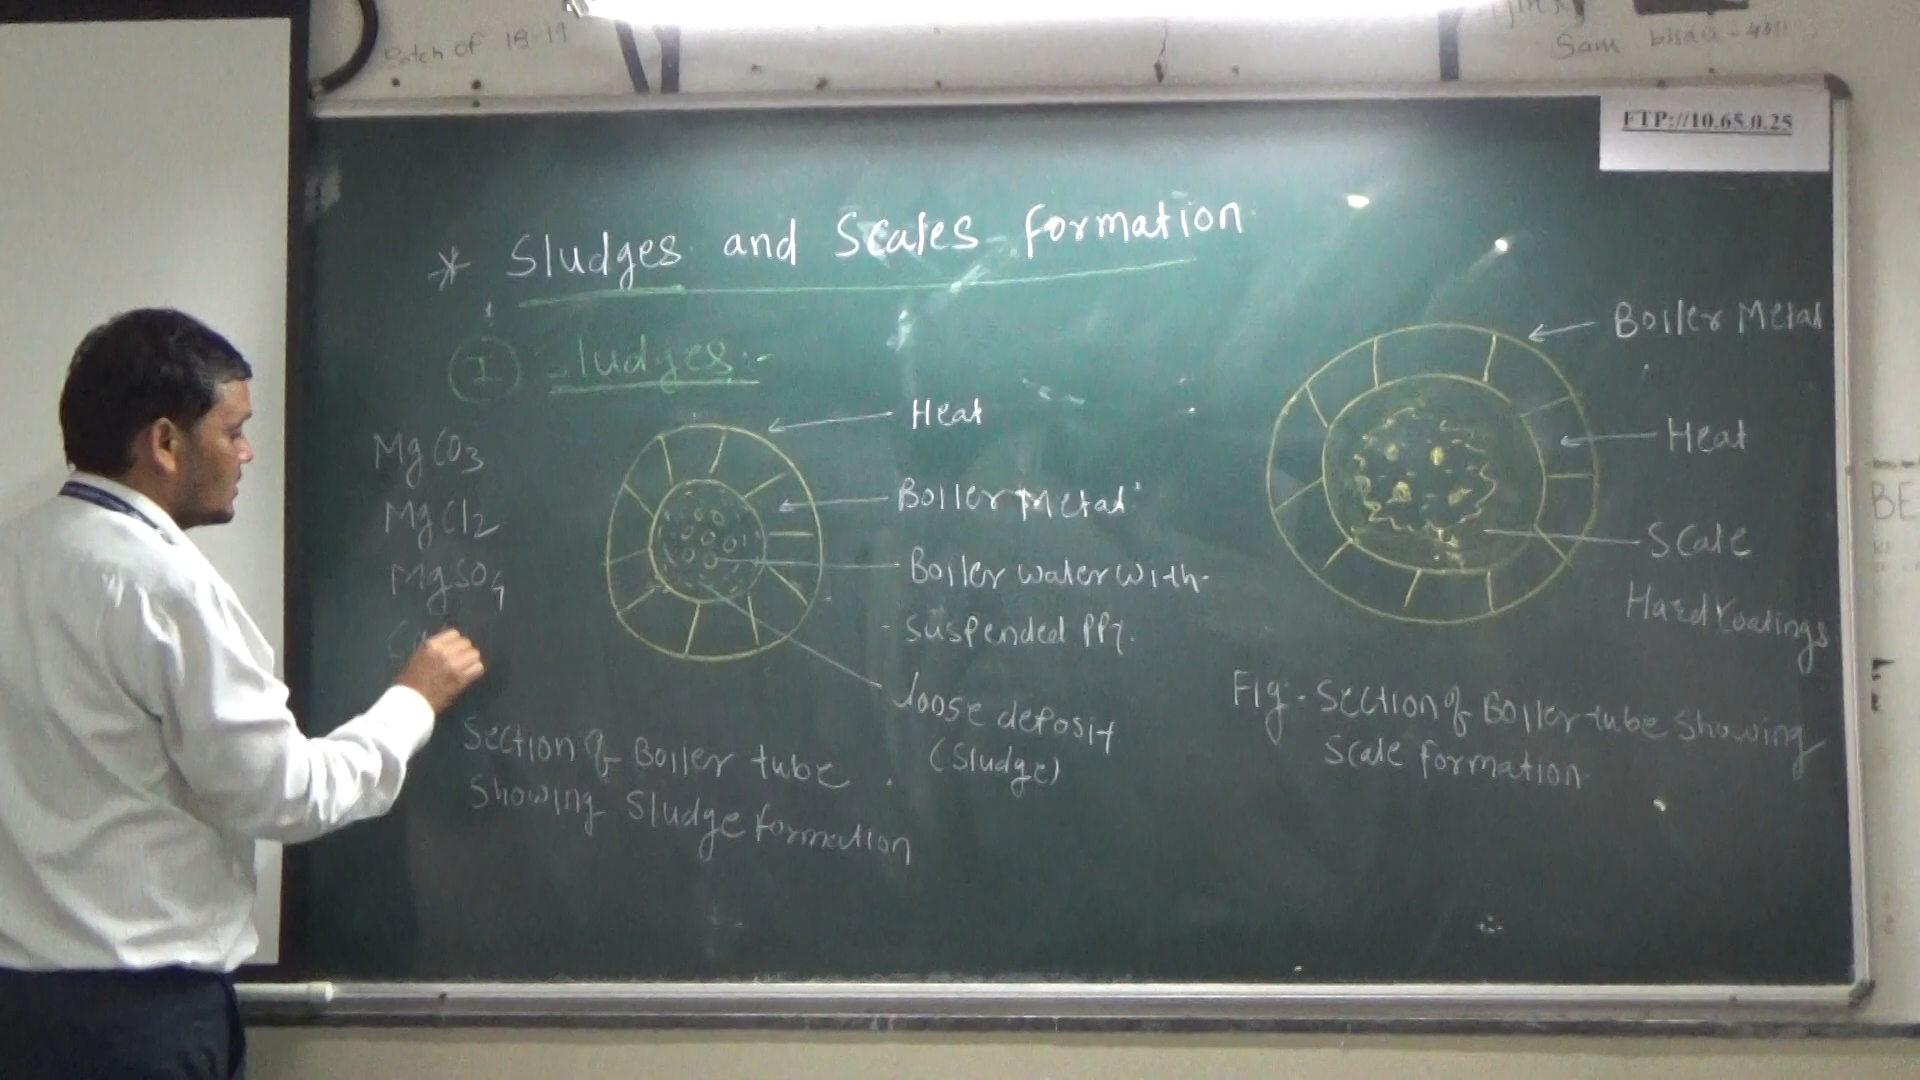 Batch of 18-19
Sam
FTP://10.65.0.25
* Sludges and Scales formation
I Sludges:-
MgCO3
MgCl2
MgSO4
Heat
Boiler Metal
Boiler water with
suspended PPT.
loose deposit
(Sludge)
Section of Boiler tube
Showing Sludge formation
Boiler Metal
Heat
Scale
Hard Coatings
Fig:- Section of Boiler tube Showing
Scale formation
BE